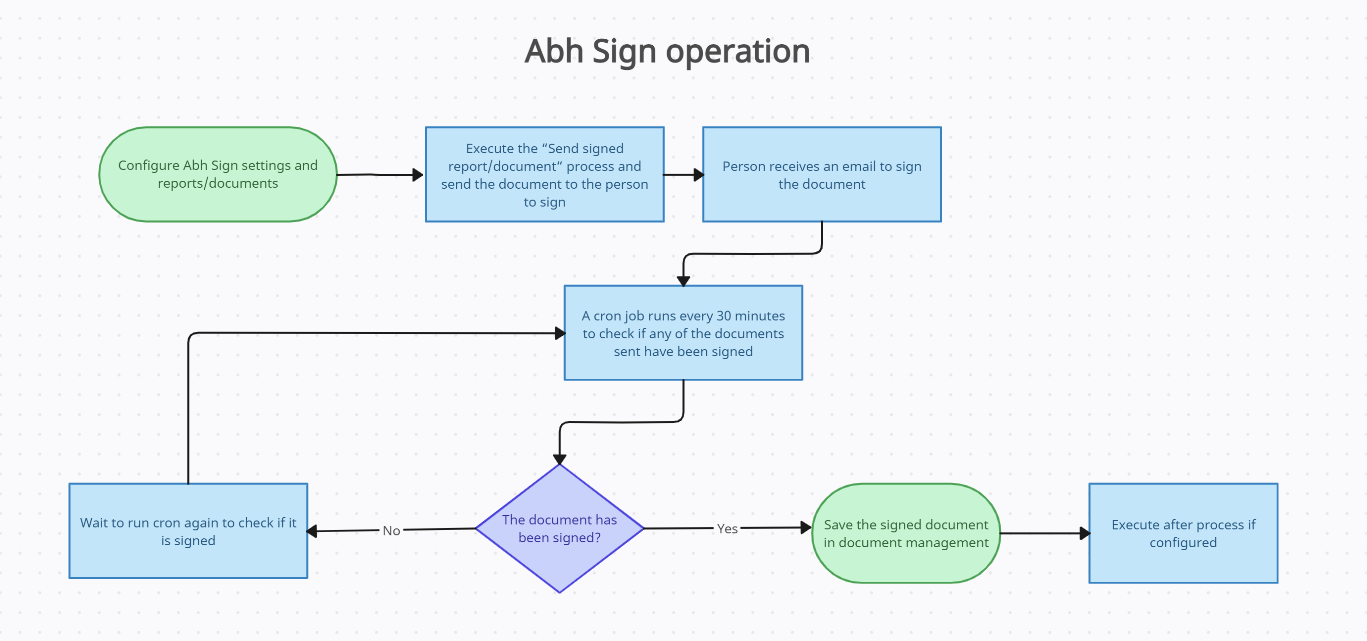 Abh Sign operation
Configure Abh Sign settings and
reports/documents
Execute the “Send signed
report/document” process and
send the document to the person
to sign
Person receives an email to sign
the document
A cron job runs every 30 minutes
to check if any of the documents
sent have been signed
Wait to run cron again to check if it
is signed
No
The document has
been signed?
Yes
Save the signed document
in document management
Execute after process if
configured